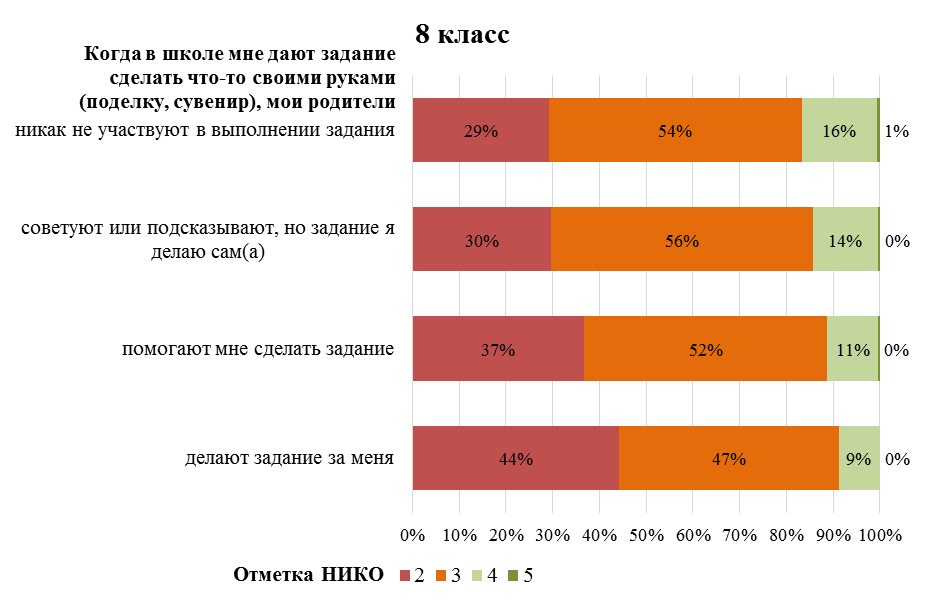 8 класс
Когда в школе мне дают задание
сделать что-то своими руками
(поделку, сувенир), мои родители
никак не участвуют в выполнении задания
29% 54% 16% 1%
советуют или подсказывают, но задание я
делаю сам(а)
30% 56% 14% 0%
помогают мне сделать задание
37% 52% 11% 0%
делают задание за меня
44% 47% 9% 0%
0% 10% 20% 30% 40% 50% 60% 70% 80% 90% 100%
Отметка НИКО 2 3 4 5